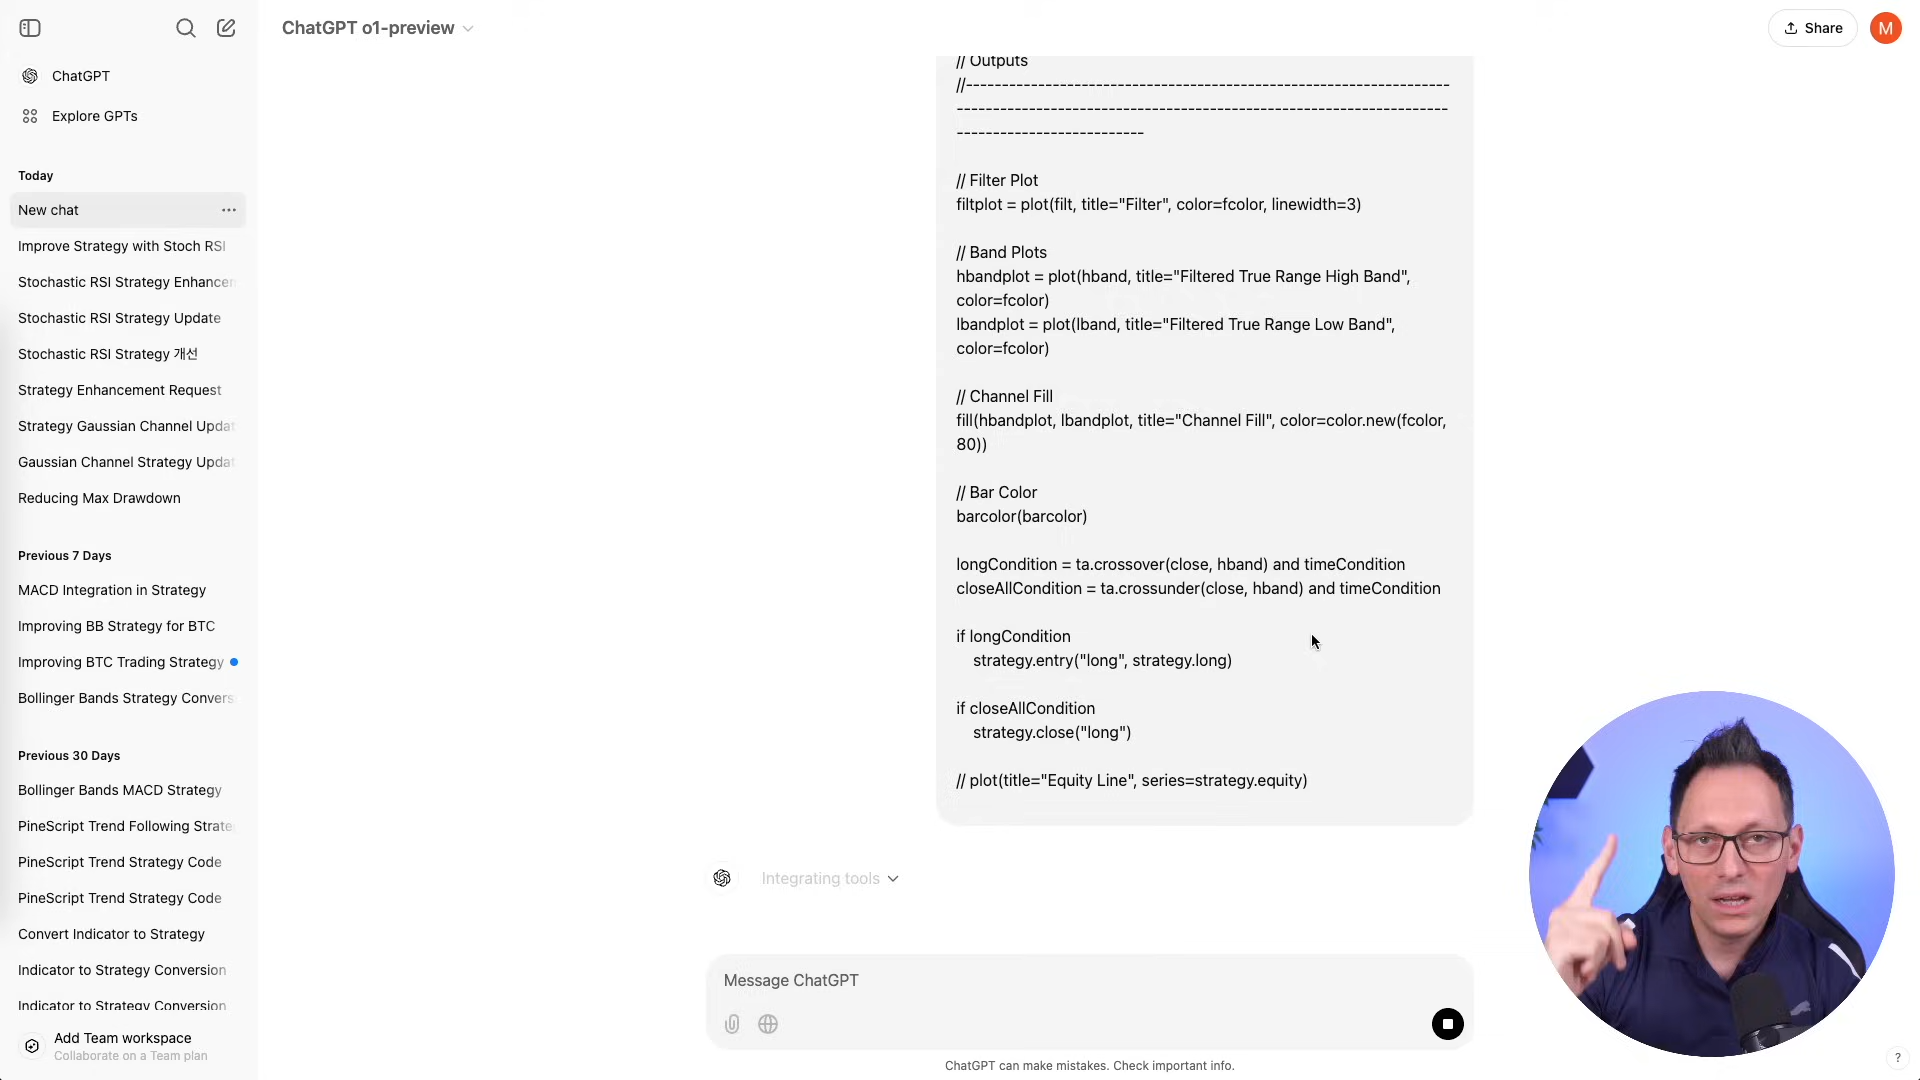 ChatGPT
Explore GPTs
Today
New chat
Improve Strategy with Stoch RSI
Stochastic RSI Strategy Enhancen
Stochastic RSI Strategy Update
Stochastic RSI Strategy 개선
Strategy Enhancement Request
Strategy Gaussian Channel Updat
Gaussian Channel Strategy Updat
Reducing Max Drawdown
Previous 7 Days
MACD Integration in Strategy
Improving BB Strategy for BTC
Improving BTC Trading Strategy
Bollinger Bands Strategy Convers
Previous 30 Days
Bollinger Bands MACD Strategy
PineScript Trend Following Strate
PineScript Trend Strategy Code
PineScript Trend Strategy Code
Convert Indicator to Strategy
Indicator to Strategy Conversion
Indicator to Strategy Conversion
Add Team workspace
Collaborate on a Team plan
ChatGPT o1-preview
Share
M
// Outputs
//-------------------------------------------------------------------
--------------------------------------------------------------------
--------------------------
// Filter Plot
filtplot = plot(filt, title="Filter", color=fcolor, linewidth=3)
// Band Plots
hbandplot = plot(hband, title="Filtered True Range High Band",
color=fcolor)
lbandplot = plot(lband, title="Filtered True Range Low Band",
color=fcolor)
// Channel Fill
fill(hbandplot, lbandplot, title="Channel Fill", color=color.new(fcolor,
80))
// Bar Color
barcolor(barcolor)
longCondition = ta.crossover(close, hband) and timeCondition
closeAllCondition = ta.crossunder(close, hband) and timeCondition
if longCondition
    strategy.entry("long", strategy.long)
if closeAllCondition
    strategy.close("long")
// plot(title="Equity Line", series=strategy.equity)
Integrating tools
Message ChatGPT
ChatGPT can make mistakes. Check important info.
?